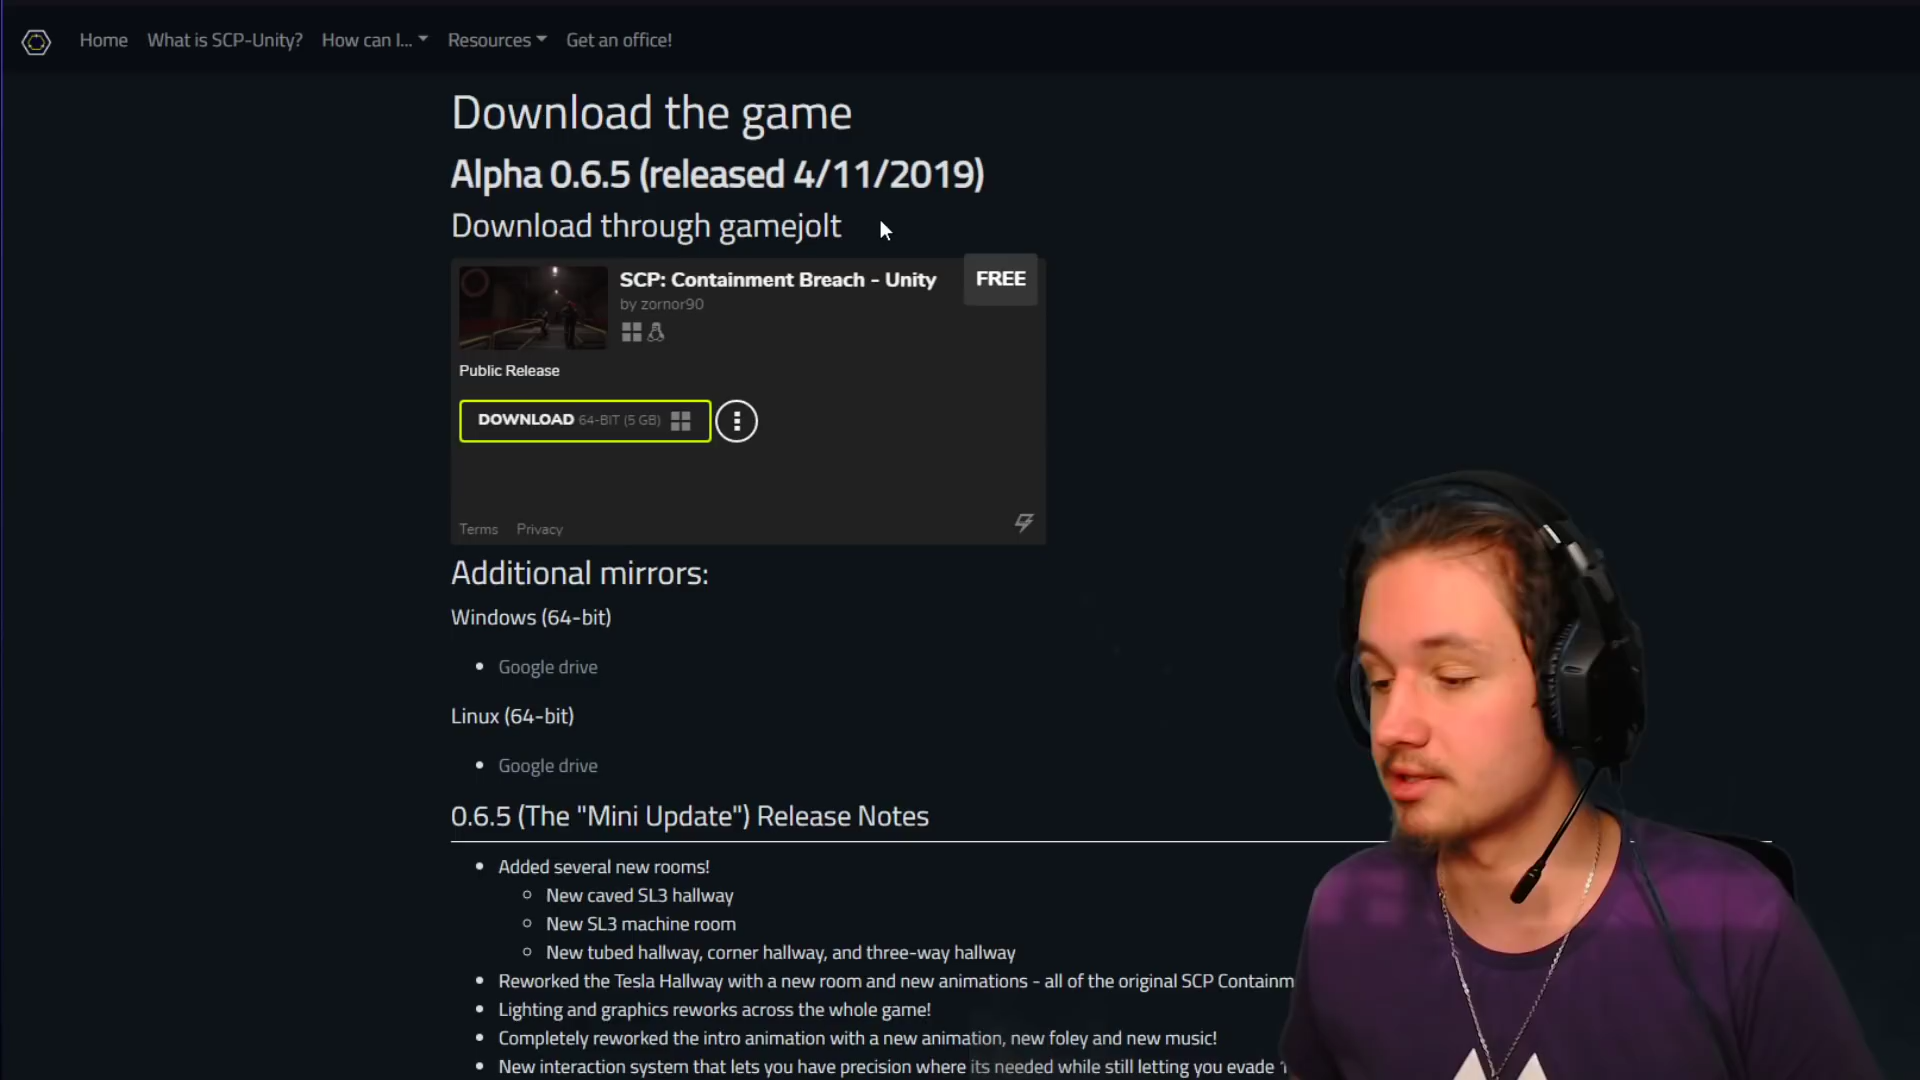 Home What is SCP-Unity? How can I... Resources Get an office!
Download the game
Alpha 0.6.5 (released 4/11/2019)
Download through gamejolt
SCP: Containment Breach - Unity FREE
by zornor90
Public Release
DOWNLOAD 64-BIT (5 GB)
Terms Privacy
Additional mirrors:
Windows (64-bit)
• Google drive
Linux (64-bit)
• Google drive
0.6.5 (The "Mini Update") Release Notes
• Added several new rooms!
◦ New caved SL3 hallway
◦ New SL3 machine room
◦ New tubed hallway, corner hallway, and three-way hallway
• Reworked the Tesla Hallway with a new room and new animations - all of the original SCP Containm
• Lighting and graphics reworks across the whole game!
• Completely reworked the intro animation with a new animation, new foley and new music!
• New interaction system that lets you have precision where its needed while still letting you evade